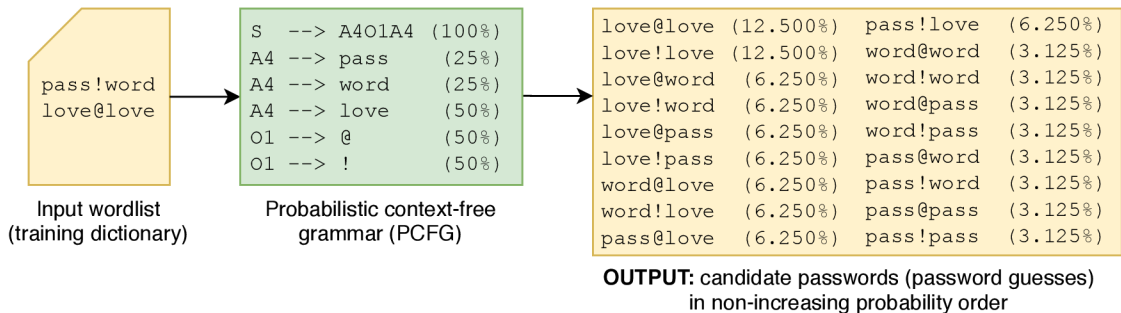 pass!word
love@love
Input wordlist
(training dictionary)
S --> A4O1A4 (100%)
A4 --> pass (25%)
A4 --> word (25%)
A4 --> love (50%)
O1 --> @ (50%)
O1 --> ! (50%)
Probabilistic context-free
grammar (PCFG)
love@love (12.500%) pass!love (6.250%)
love!love (12.500%) word@word (3.125%)
love@word (6.250%) word!word (3.125%)
love!word (6.250%) word@pass (3.125%)
love@pass (6.250%) word!pass (3.125%)
love!pass (6.250%) pass@word (3.125%)
word@love (6.250%) pass!word (3.125%)
word!love (6.250%) pass@pass (3.125%)
pass@love (6.250%) pass!pass (3.125%)
OUTPUT: candidate passwords (password guesses)
in non-increasing probability order